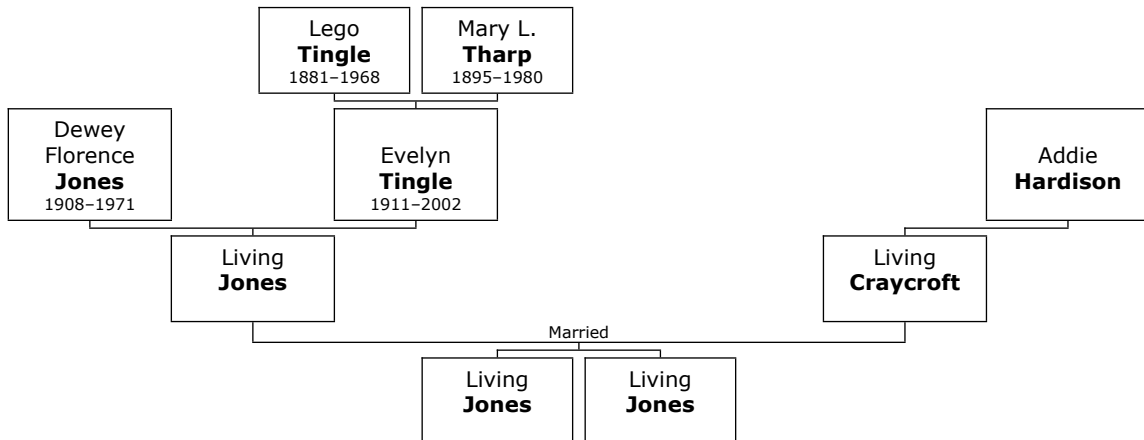 Lego
Tingle
1881–1968
Mary L.
Tharp
1895–1980
Dewey
Florence
Jones
1908–1971
Evelyn
Tingle
1911–2002
Addie
Hardison
Living
Jones
Living
Craycroft
Married
Living
Jones
Living
Jones